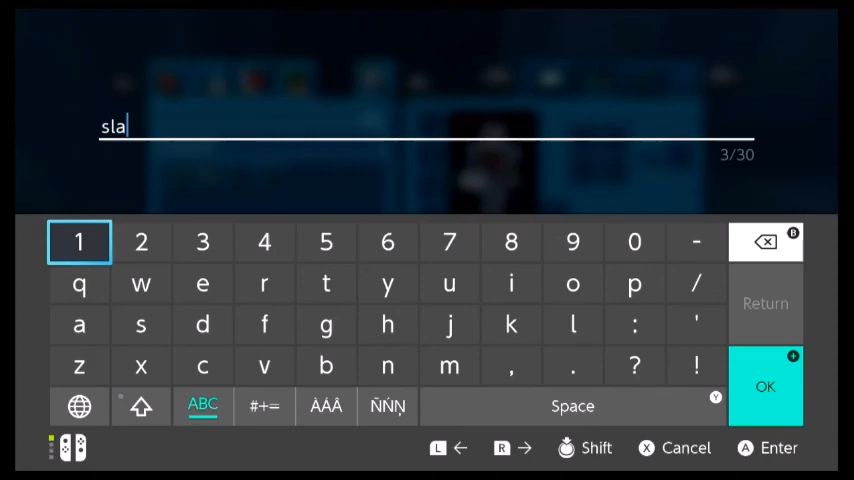 sla
3/30
1 2 3 4 5 6 7 8 9 0 - B
q w e r t y u i o p / Return
a s d f g h j k l : '
z x c v b n m , . ? ! OK +
ABC #+= ÀÁÂ ÑŃŅ Space Y
L ← R → Shift X Cancel A Enter